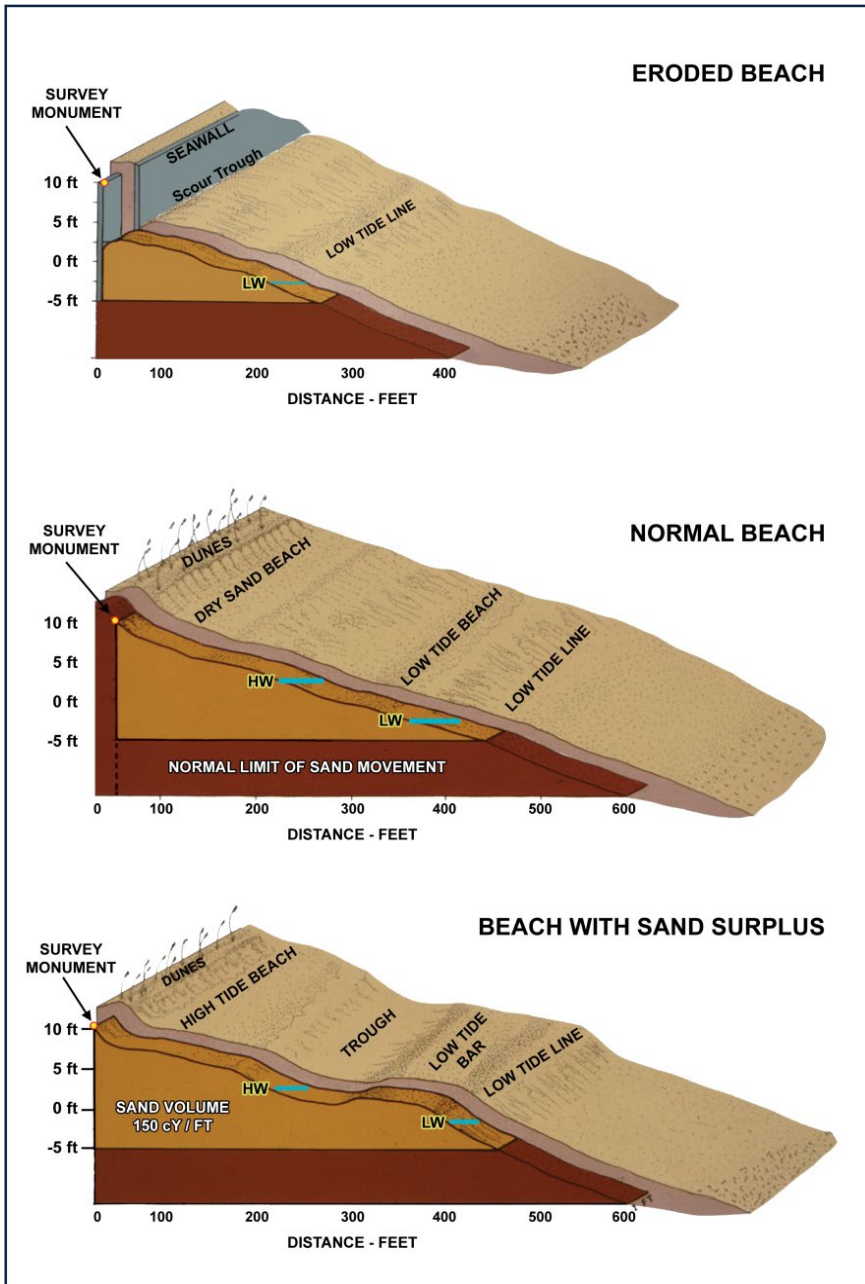 ERODED BEACH
SURVEY
MONUMENT
SEAWALL
Scour Trough
LOW TIDE LINE
10 ft
5 ft
0 ft
-5 ft
LW
0 100 200 300 400
DISTANCE - FEET
NORMAL BEACH
SURVEY
MONUMENT
DUNES
DRY SAND BEACH
LOW TIDE BEACH
LOW TIDE LINE
10 ft
5 ft
0 ft
-5 ft
HW
LW
NORMAL LIMIT OF SAND MOVEMENT
0 100 200 300 400 500 600
DISTANCE - FEET
BEACH WITH SAND SURPLUS
SURVEY
MONUMENT
DUNES
HIGH TIDE BEACH
TROUGH
LOW TIDE
BAR
LOW TIDE LINE
10 ft
5 ft
0 ft
-5 ft
HW
LW
SAND VOLUME
150 cY / FT
0 100 200 300 400 500 600
DISTANCE - FEET